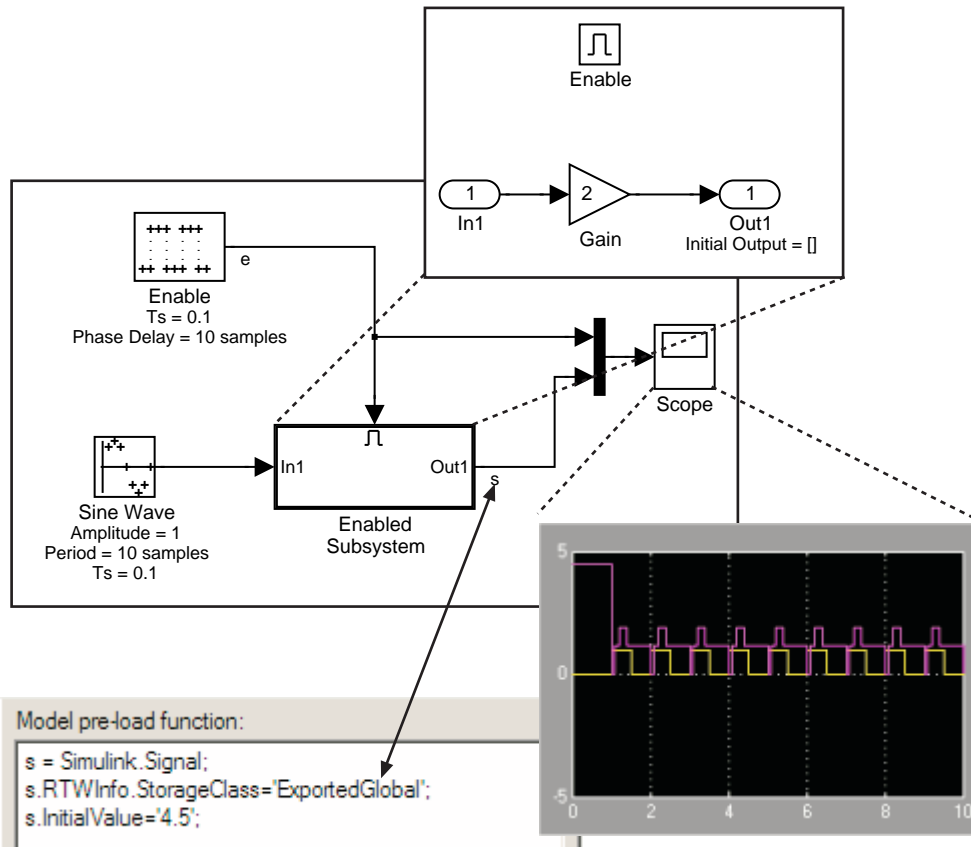 Enable
1
2
1
In1
Gain
Out1
Initial Output = []
e
Enable
Ts = 0.1
Phase Delay = 10 samples
Scope
In1
Out1
s
Sine Wave
Amplitude = 1
Period = 10 samples
Ts = 0.1
Enabled
Subsystem
5
0
-5
0
2
4
6
8
10
Model pre-load function:
s = Simulink.Signal;
s.RTWInfo.StorageClass='ExportedGlobal';
s.InitialValue='4.5';